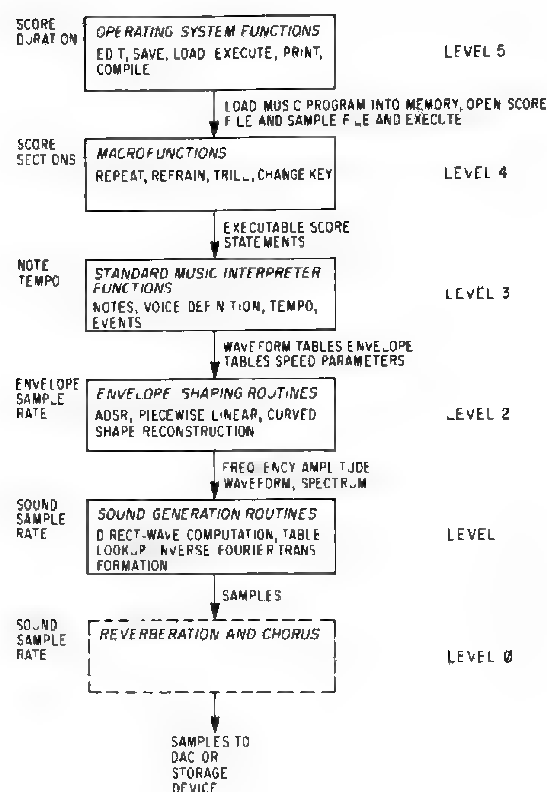 SCORE
DURATION
OPERATING SYSTEM FUNCTIONS
EDIT, SAVE, LOAD EXECUTE, PRINT,
COMPILE
LEVEL 5
LOAD MUSIC PROGRAM INTO MEMORY, OPEN SCORE
FILE AND SAMPLE FILE AND EXECUTE
SCORE
SECTIONS
MACROFUNCTIONS
REPEAT, REFRAIN, TRILL, CHANGE KEY
LEVEL 4
EXECUTABLE SCORE
STATEMENTS
NOTE
TEMPO
STANDARD MUSIC INTERPRETER
FUNCTIONS
NOTES, VOICE DEFINITION, TEMPO,
EVENTS
LEVEL 3
WAVEFORM TABLES ENVELOPE
TABLES SPEED PARAMETERS
ENVELOPE
SAMPLE
RATE
ENVELOPE SHAPING ROUTINES
ADSR, PIECEWISE LINEAR, CURVED
SHAPE RECONSTRUCTION
LEVEL 2
FREQUENCY AMPLITUDE
WAVEFORM, SPECTRUM
SOUND
SAMPLE
RATE
SOUND GENERATION ROUTINES
DIRECT-WAVE COMPUTATION, TABLE
LOOKUP INVERSE FOURIER TRANS
FORMATION
LEVEL
SAMPLES
SOUND
SAMPLE
RATE
REVERBERATION AND CHORUS
LEVEL Ø
SAMPLES TO
DAC OR
STORAGE
DEVICE